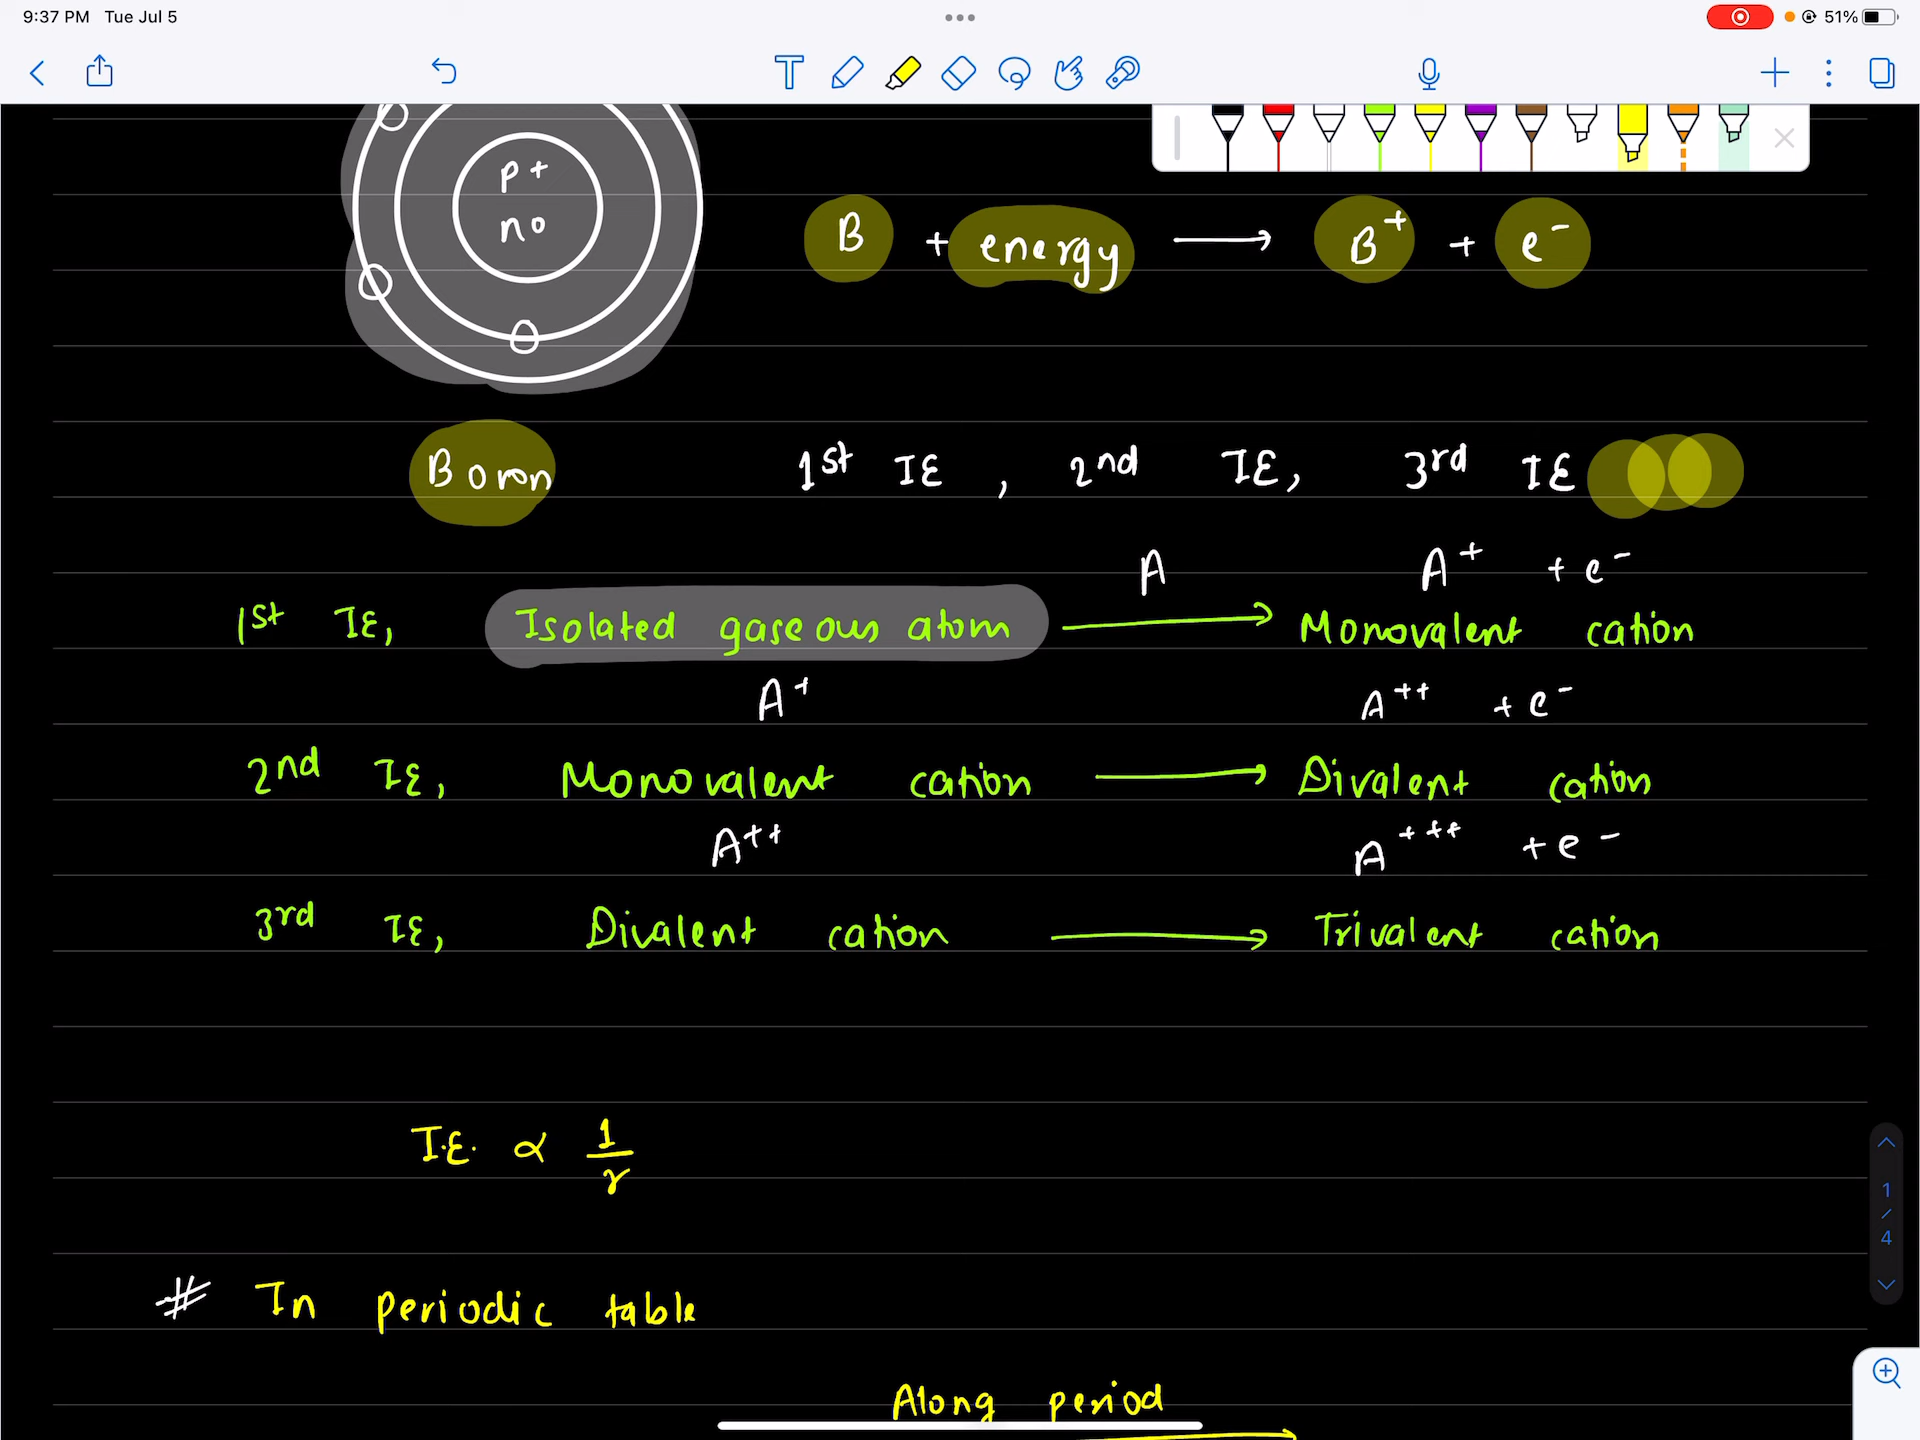 9:37 PM Tue Jul 5
51%
p+
no
B + energy → B⁺ + e⁻
Boron
1st IE, 2nd IE, 3rd IE
A A⁺ + e⁻
1st IE, Isolated gaseous atom → Monovalent cation
A⁺ A⁺⁺ + e⁻
2nd IE, Monovalent cation → Divalent cation
A⁺⁺ A⁺⁺⁺ + e⁻
3rd IE, Divalent cation → Trivalent cation
I.E. ∝ 1/r
1
/
4
# In periodic table
Along period